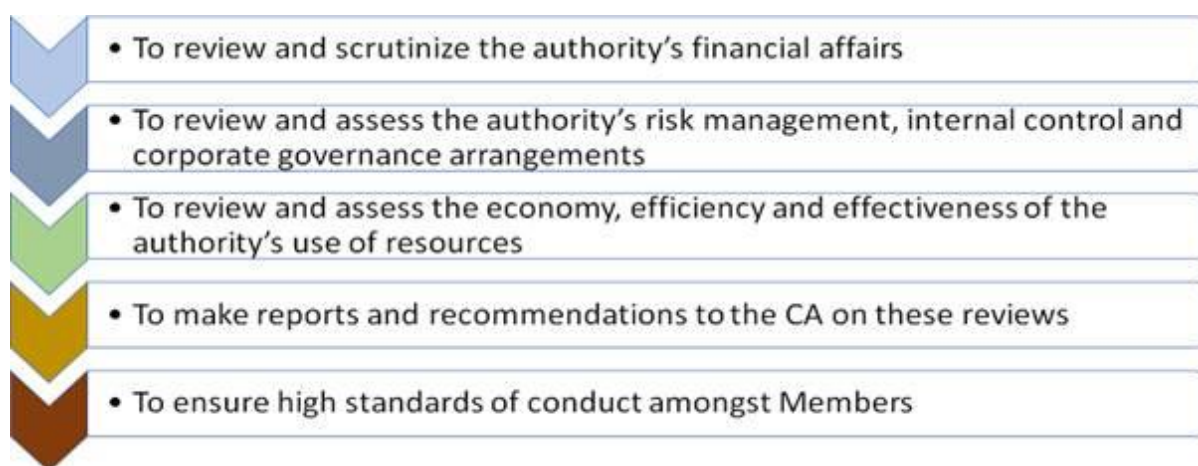 • To review and scrutinize the authority's financial affairs
• To review and assess the authority's risk management, internal control and
corporate governance arrangements
• To review and assess the economy, efficiency and effectiveness of the
authority's use of resources
• To make reports and recommendations to the CA on these reviews
• To ensure high standards of conduct amongst Members